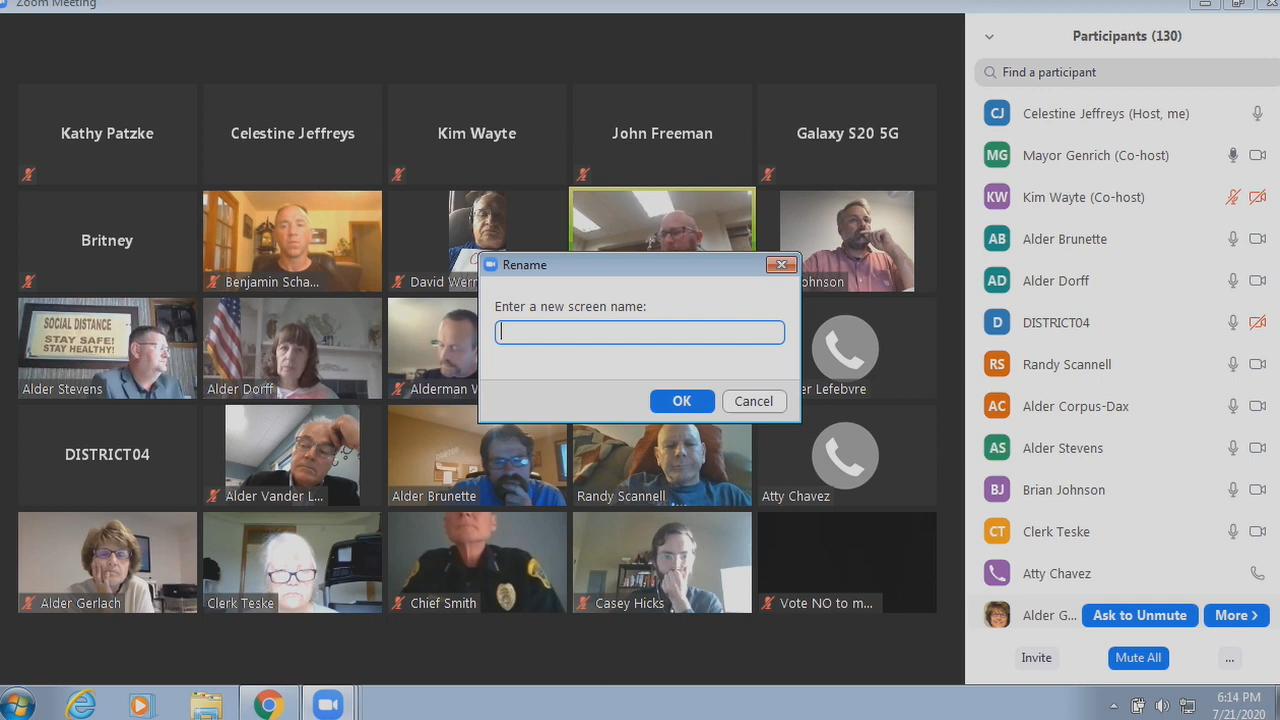 Zoom Meeting
Kathy Patzke
Celestine Jeffreys
Kim Wayte
John Freeman
Galaxy S20 5G
Britney
Benjamin Scha...
David Wern
ohnson
SOCIAL DISTANCE
STAY SAFE!
STAY HEALTHY!
Alder Stevens
Alder Dorff
Alderman W
er Lefebvre
DISTRICT04
Alder Vander L...
Alder Brunette
Randy Scannell
Atty Chavez
Alder Gerlach
Clerk Teske
Chief Smith
Casey Hicks
Vote NO to m...
Rename
Enter a new screen name:
OK
Cancel
Participants (130)
Find a participant
CJ Celestine Jeffreys (Host, me)
MG Mayor Genrich (Co-host)
KW Kim Wayte (Co-host)
AB Alder Brunette
AD Alder Dorff
D DISTRICT04
RS Randy Scannell
AC Alder Corpus-Dax
AS Alder Stevens
BJ Brian Johnson
CT Clerk Teske
Atty Chavez
Alder G... Ask to Unmute More >
Invite Mute All ...
6:14 PM
7/21/2020